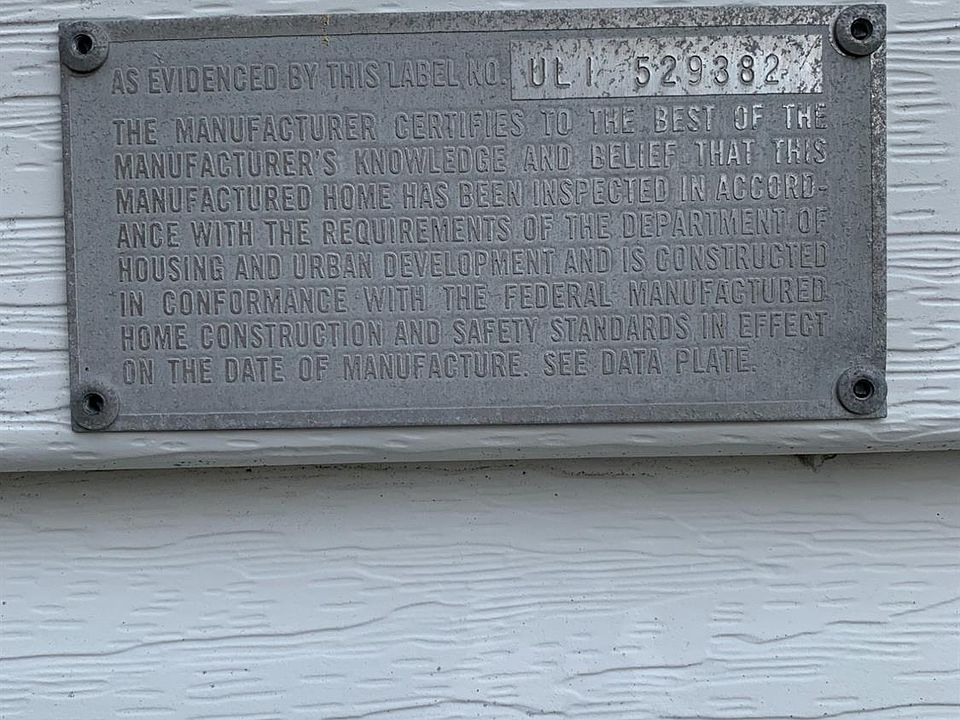 AS EVIDENCED BY THIS LABEL NO. ULI 529382
THE MANUFACTURER CERTIFIES TO THE BEST OF THE
MANUFACTURER'S KNOWLEDGE AND BELIEF THAT THIS
MANUFACTURED HOME HAS BEEN INSPECTED IN ACCORD-
ANCE WITH THE REQUIREMENTS OF THE DEPARTMENT OF
HOUSING AND URBAN DEVELOPMENT AND IS CONSTRUCTED
IN CONFORMANCE WITH THE FEDERAL MANUFACTURED
HOME CONSTRUCTION AND SAFETY STANDARDS IN EFFECT
ON THE DATE OF MANUFACTURE. SEE DATA PLATE.